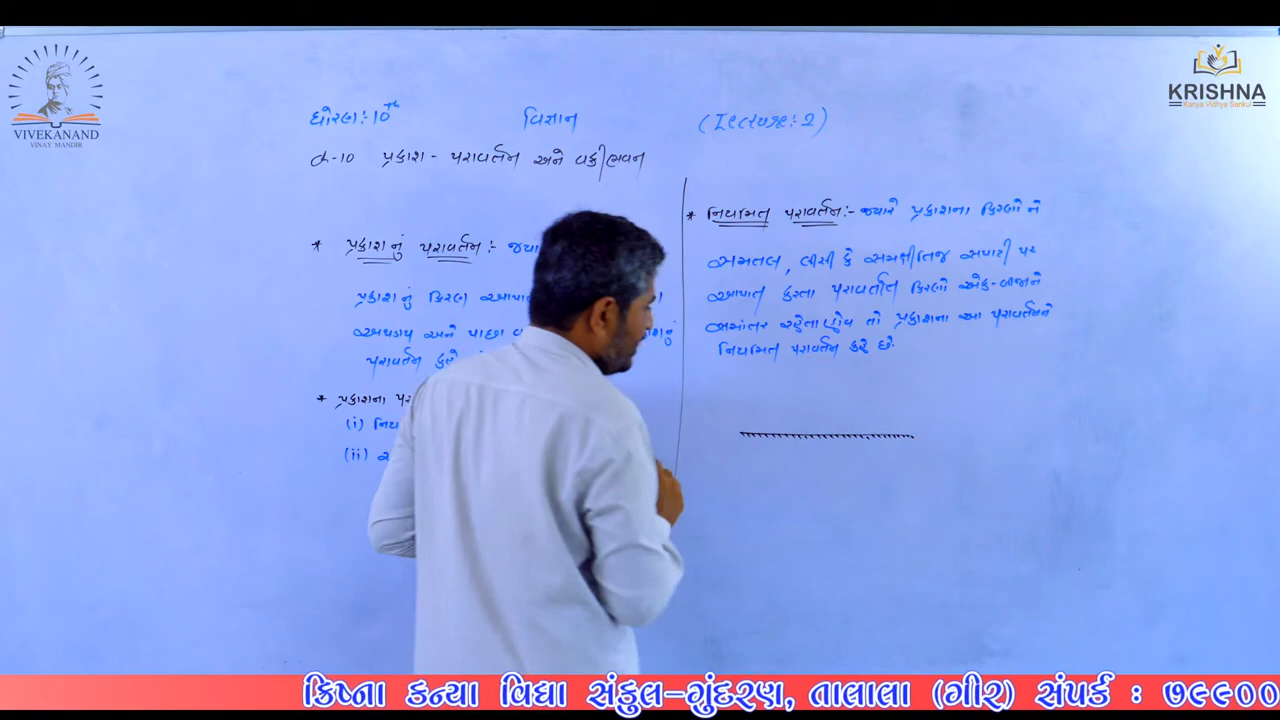 VIVEKANAND
VINAY MANDIR
KRISHNA
Kanya Vidhya Sankul
ધોરણ : 10th વિજ્ઞાન (Lecture : 2)
ch-10 પ્રકાશ - પરાવર્તન અને વક્રીભવન
* પ્રકાશનું પરાવર્તન :- જ્યા
પ્રકાશનું કિરણ આપા
અથડાય અને પાછા
પરાવર્તન કહે
* પ્રકાશના પર
(i) નિય
(ii)
* નિયમિત પરાવર્તન :- જ્યારે પ્રકાશના કિરણો ને
સમતલ, લીસી કે સમક્ષીતિજ સપાટી પર
આપાત કરતા પરાવર્તીત કિરણો એક-બીજાને
સમાંતર રહેતા હોય તો પ્રકાશના આ પરાવર્તનને
નિયમિત પરાવર્તન કહે છે.
ક્રિષ્ના કન્યા વિદ્યા સંકુલ-ગુંદરણ, તાલાલા (ગીર) સંપર્ક : ૭૯૯૦૦